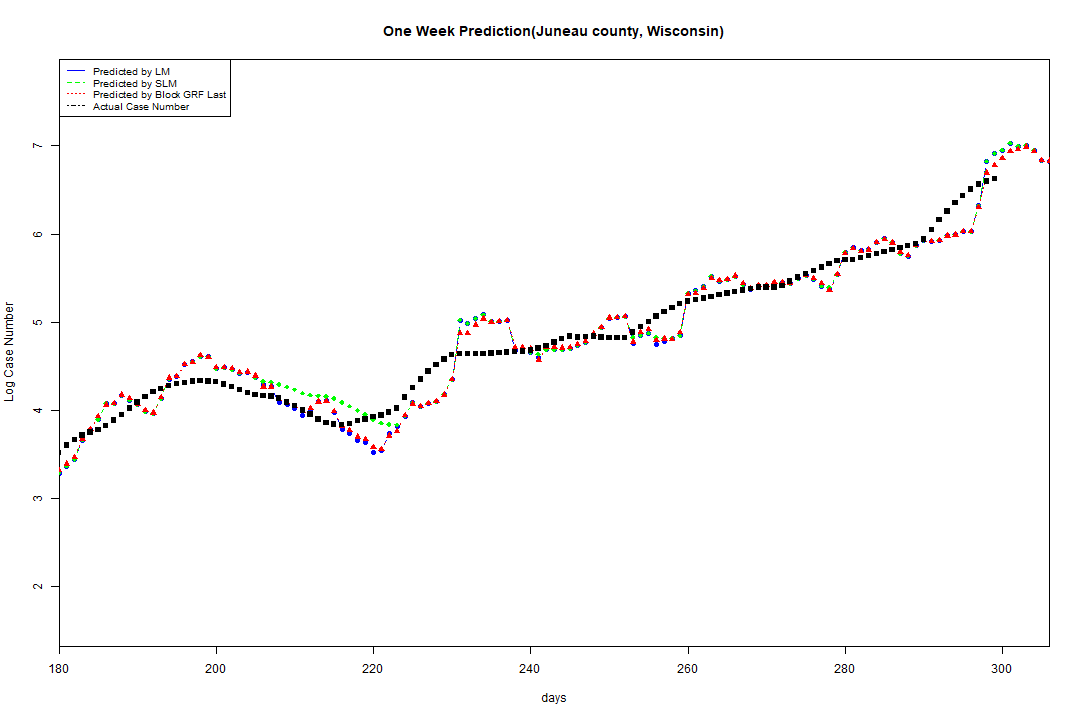 One Week Prediction(Juneau county, Wisconsin)
Predicted by LM
Predicted by SLM
Predicted by Block GRF Last
Actual Case Number
7
6
5
4
3
2
Log Case Number
180 200 220 240 260 280 300
days